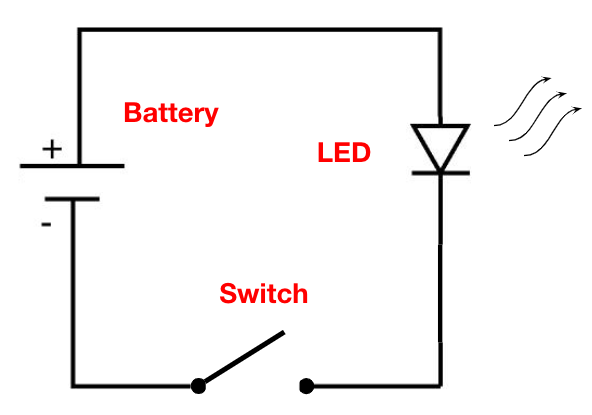 Battery
+
LED
-
Switch